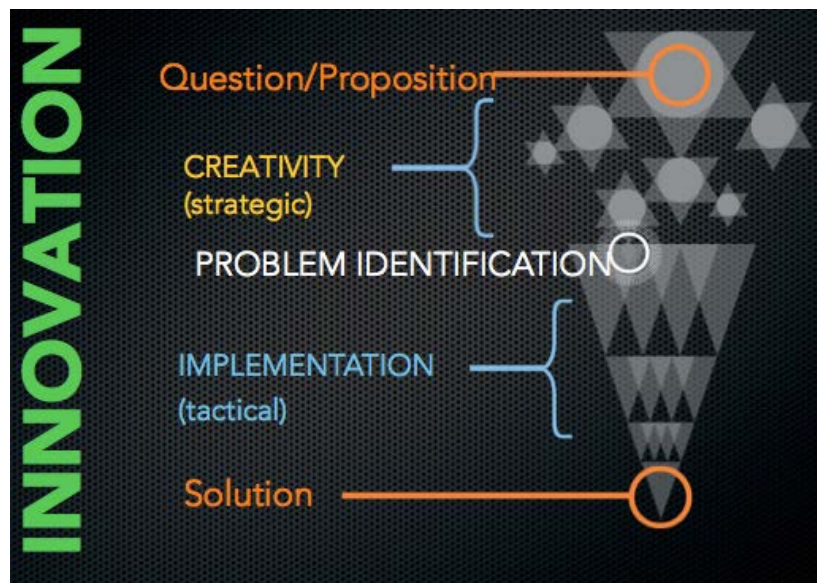 INNOVATION
Question/Proposition
CREATIVITY
(strategic)
PROBLEM IDENTIFICATION
IMPLEMENTATION
(tactical)
Solution